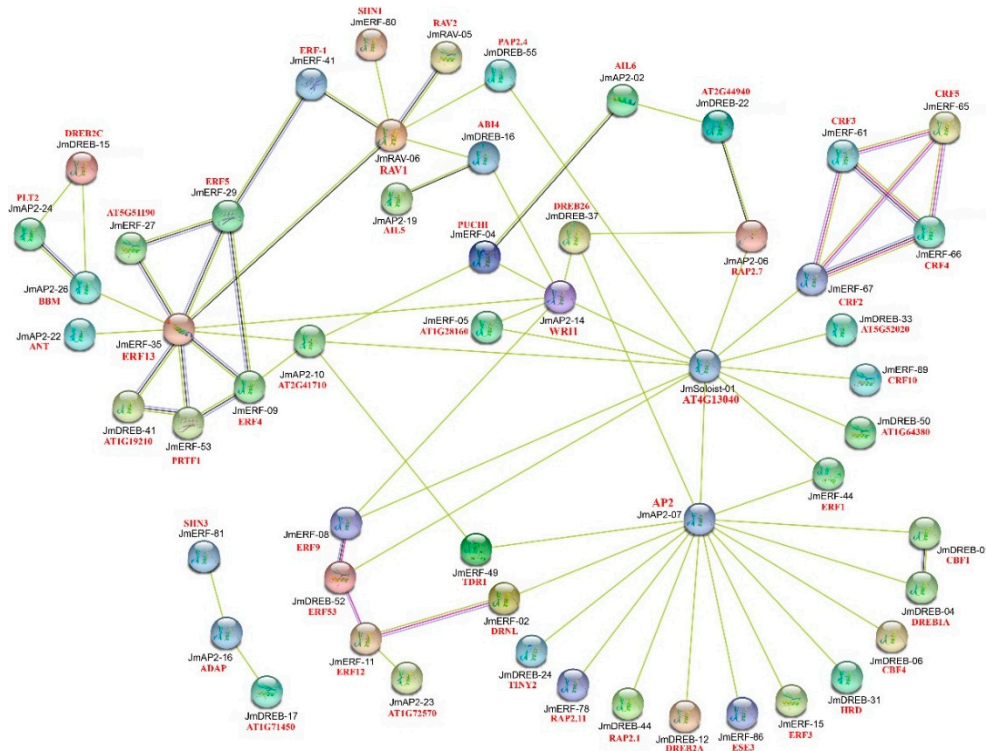 SHN1
JmERF-80
RAV2
JmRAV-05
ERF-1
JmERF-41
PAP2.4
JmDREB-55
AIL6
JmAP2-02
AT2G44940
JmDREB-22
CRF5
JmERF-65
CRF3
JmERF-61
DREB2C
JmDREB-15
JmRAV-06
RAV1
ABI4
JmDREB-16
PLT2
JmAP2-24
AT5G51190
JmERF-27
ERF5
JmERF-29
JmAP2-19
AIL5
PUCHI
JmERF-04
DREB26
JmDREB-37
JmAP2-06
RAP2.7
JmERF-66
CRF4
JmERF-67
CRF2
JmAP2-26
BBM
JmAP2-22
ANT
JmERF-35
ERF13
JmAP2-10
AT2G41710
JmERF-05
AT1G28160
JmAP2-14
WRI1
JmDREB-33
AT5G52020
JmSoloist-01
AT4G13040
JmERF-89
CRF10
JmDREB-41
AT1G19210
JmERF-53
PRTF1
JmERF-09
ERF4
JmDREB-50
AT1G64380
JmERF-44
ERF1
AP2
JmAP2-07
SHN3
JmERF-81
JmERF-08
ERF9
JmERF-49
TDR1
JmDREB-0
CBF1
JmDREB-52
ERF53
JmERF-02
DRNL
JmDREB-04
DREB1A
JmAP2-16
ADAP
JmERF-11
ERF12
JmAP2-23
AT1G72570
JmDREB-17
AT1G71450
JmDREB-24
TINY2
JmERF-78
RAP2.11
JmDREB-44
RAP2.1
JmDREB-12
DREB2A
JmERF-86
ESE3
JmERF-15
ERF3
JmDREB-31
HRD
JmDREB-06
CBF4